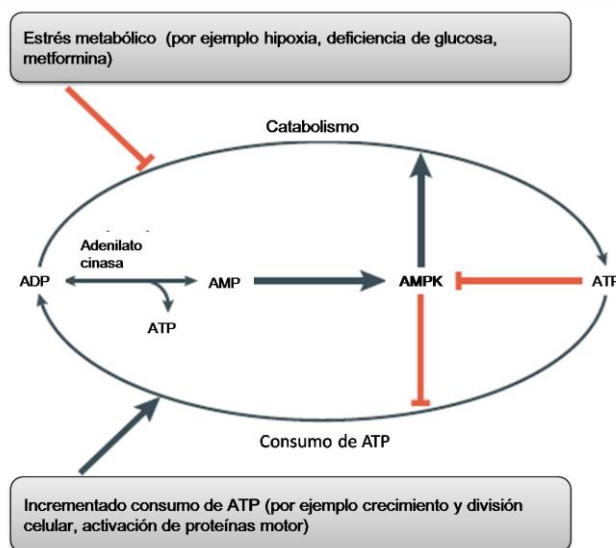 Estrés metabólico (por ejemplo hipoxia, deficiencia de glucosa,
metformina)
Catabolismo
Adenilato
cinasa
ADP
AMP
AMPK
ATP
ATP
Consumo de ATP
Incrementado consumo de ATP (por ejemplo crecimiento y división
celular, activación de proteínas motor)